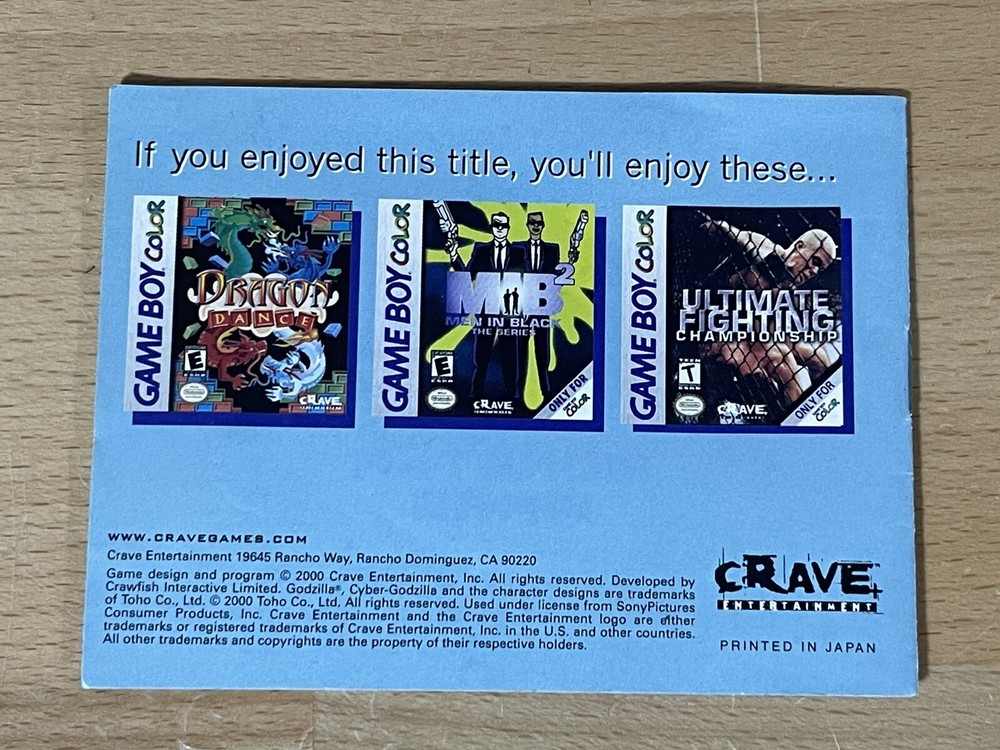 If you enjoyed this title, you'll enjoy these...
GAME BOY COLOR
DRAGON
DANCE
E
CRAVE
GAME BOY COLOR
MIB 2
MEN IN BLACK
THE SERIES
E
CRAVE
ONLY FOR
COLOR
GAME BOY COLOR
ULTIMATE
FIGHTING
CHAMPIONSHIP
TEEN
T
CRAVE
ONLY FOR
COLOR
WWW.CRAVEGAMES.COM
Crave Entertainment 19645 Rancho Way, Rancho Dominguez, CA 90220
Game design and program © 2000 Crave Entertainment, Inc. All rights reserved. Developed by
Crawfish Interactive Limited. Godzilla®, Cyber-Godzilla and the character designs are trademarks
of Toho Co., Ltd. © 2000 Toho Co., Ltd. All rights reserved. Used under license from SonyPictures
Consumer Products, Inc. Crave Entertainment and the Crave Entertainment logo are either
trademarks or registered trademarks of Crave Entertainment, Inc. in the U.S. and other countries.
All other trademarks and copyrights are the property of their respective holders.
CRAVE
ENTERTAINMENT
PRINTED IN JAPAN